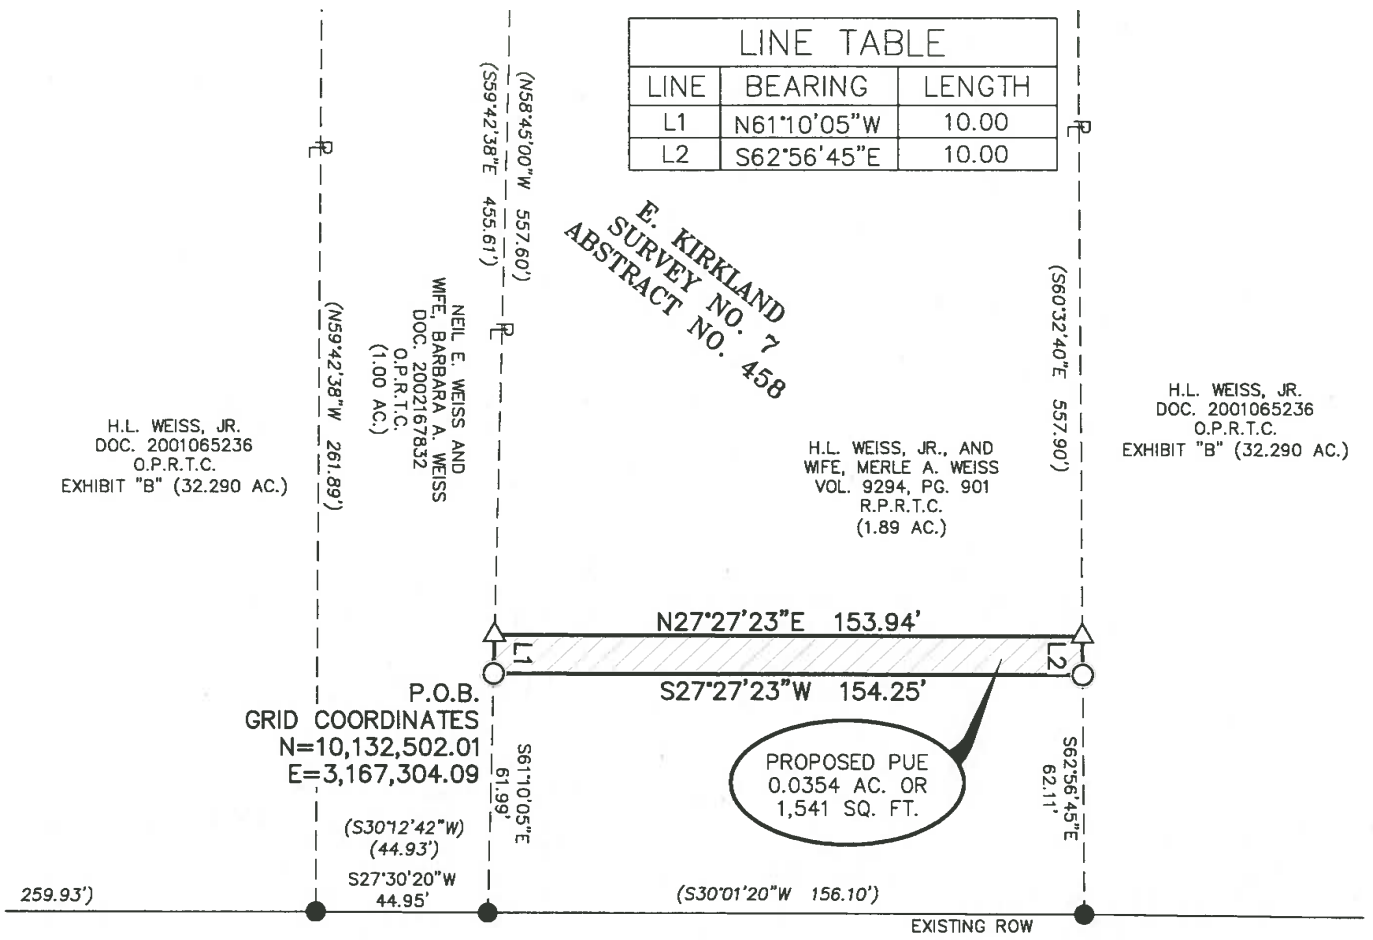 LINE TABLE
LINE BEARING LENGTH
L1 N61°10'05"W 10.00
L2 S62°56'45"E 10.00
(N58°45'00"W 557.60')
(S59°42'38"E 455.61')
E. KIRKLAND
SURVEY NO. 7
ABSTRACT NO. 458
(N59°42'38"W 261.89')
NEIL E. WEISS AND
WIFE, BARBARA A. WEISS
DOC. 2002167832
O.P.R.T.C.
(1.00 AC.)
(S60°32'40"E 557.90')
H.L. WEISS, JR.
DOC. 2001065236
O.P.R.T.C.
EXHIBIT "B" (32.290 AC.)
H.L. WEISS, JR., AND
WIFE, MERLE A. WEISS
VOL. 9294, PG. 901
R.P.R.T.C.
(1.89 AC.)
H.L. WEISS, JR.
DOC. 2001065236
O.P.R.T.C.
EXHIBIT "B" (32.290 AC.)
PL
PL
PL
N27°27'23"E 153.94'
L1
L2
S27°27'23"W 154.25'
P.O.B.
GRID COORDINATES
N=10,132,502.01
E=3,167,304.09
S61°10'05"E
61.99'
PROPOSED PUE
0.0354 AC. OR
1,541 SQ. FT.
S62°56'45"E
62.11'
(S30°12'42"W)
(44.93')
S27°30'20"W
44.95'
259.93')
(S30°01'20"W 156.10')
EXISTING ROW